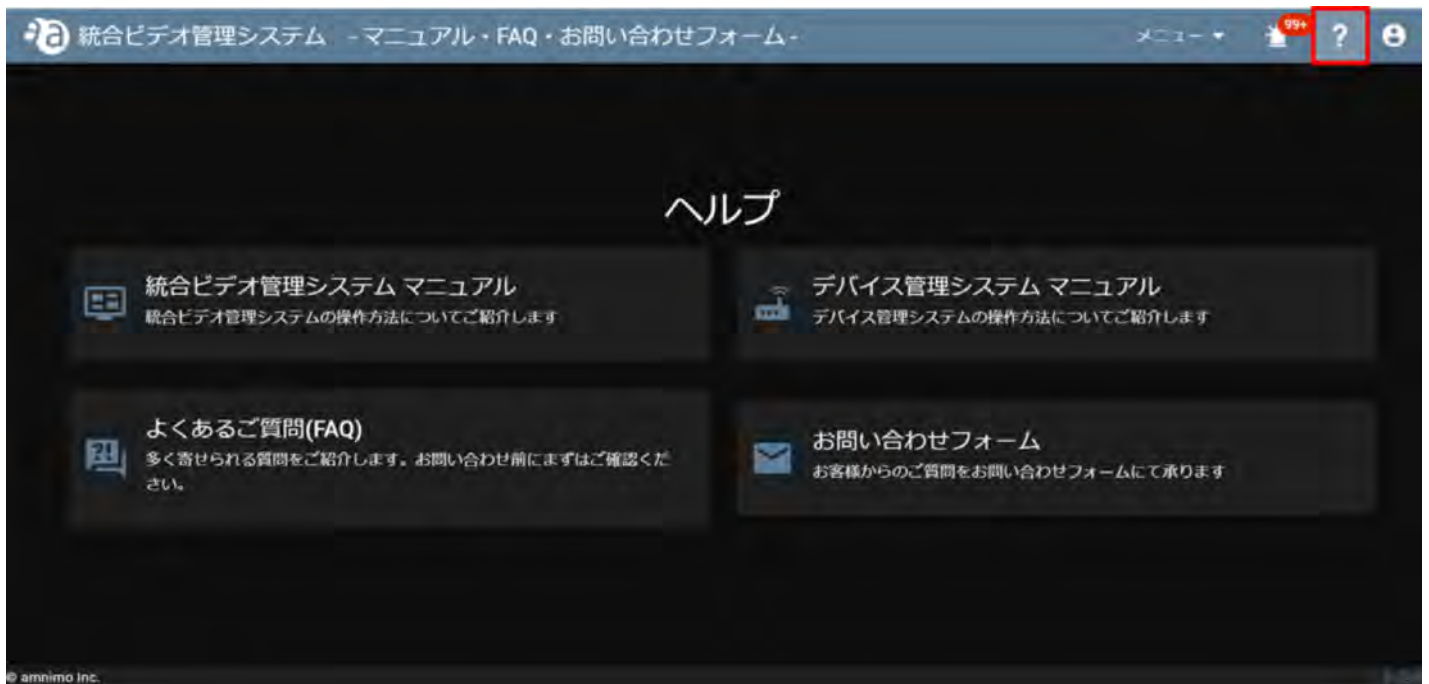 統合ビデオ管理システム -マニュアル・FAQ・お問い合わせフォーム-
メニュー
99+
?
ヘルプ
統合ビデオ管理システム マニュアル
統合ビデオ管理システムの操作方法についてご紹介します
デバイス管理システム マニュアル
デバイス管理システムの操作方法についてご紹介します
よくあるご質問(FAQ)
多く寄せられる質問をご紹介します。お問い合わせ前にまずはご確認くだ
さい。
お問い合わせフォーム
お客様からのご質問をお問い合わせフォームにて承ります
© amnimo Inc.